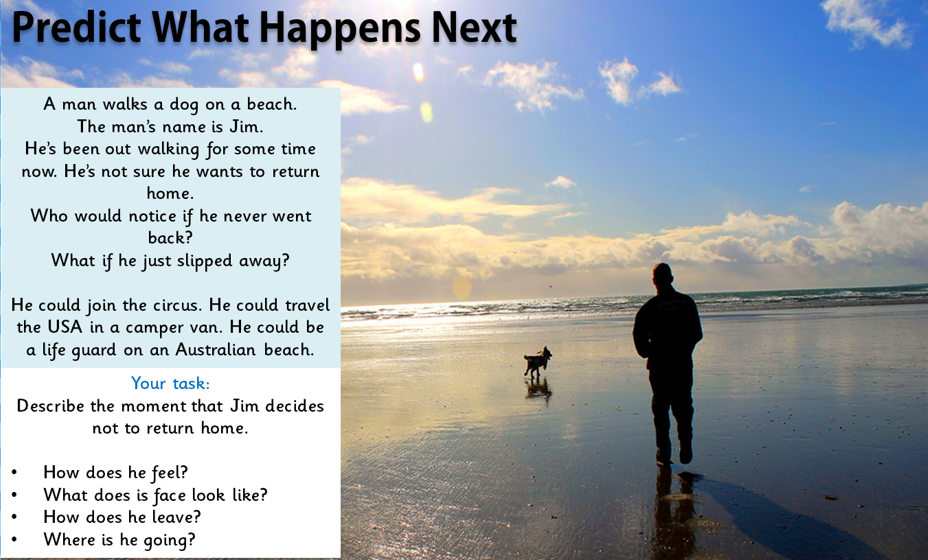 Predict What Happens Next
A man walks a dog on a beach.
The man's name is Jim.
He's been out walking for some time
now. He's not sure he wants to return
home.
Who would notice if he never went
back?
What if he just slipped away?
He could join the circus. He could travel
the USA in a camper van. He could be
a life guard on an Australian beach.
Your task:
Describe the moment that Jim decides
not to return home.
• How does he feel?
• What does is face look like?
• How does he leave?
• Where is he going?